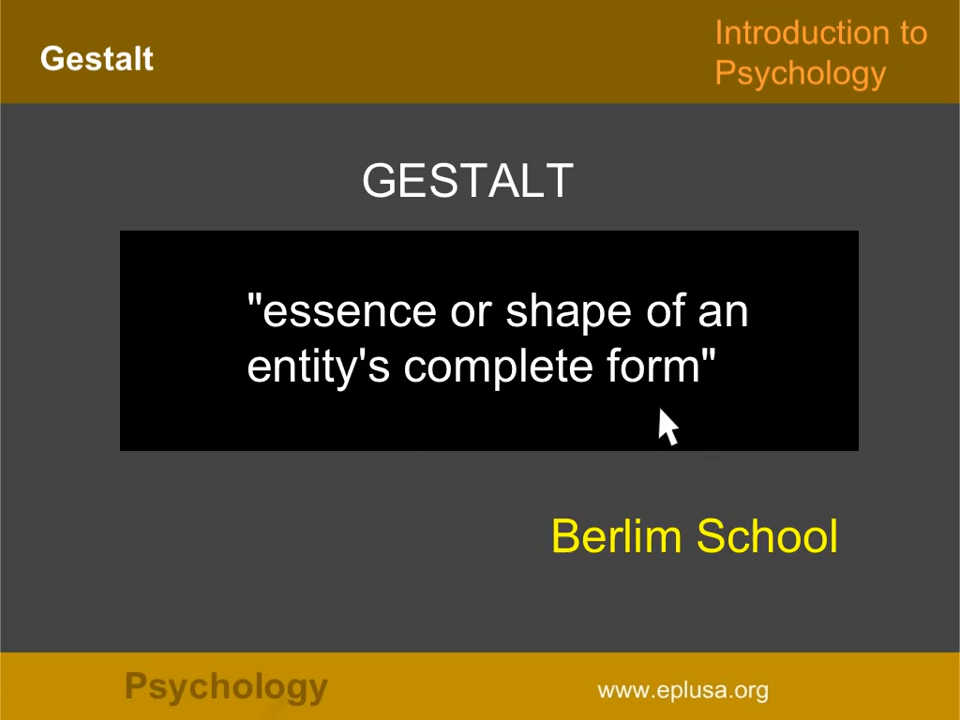 Gestalt
Introduction to
Psychology
GESTALT
"essence or shape of an
entity's complete form"
Berlim School
Psychology
www.eplusa.org